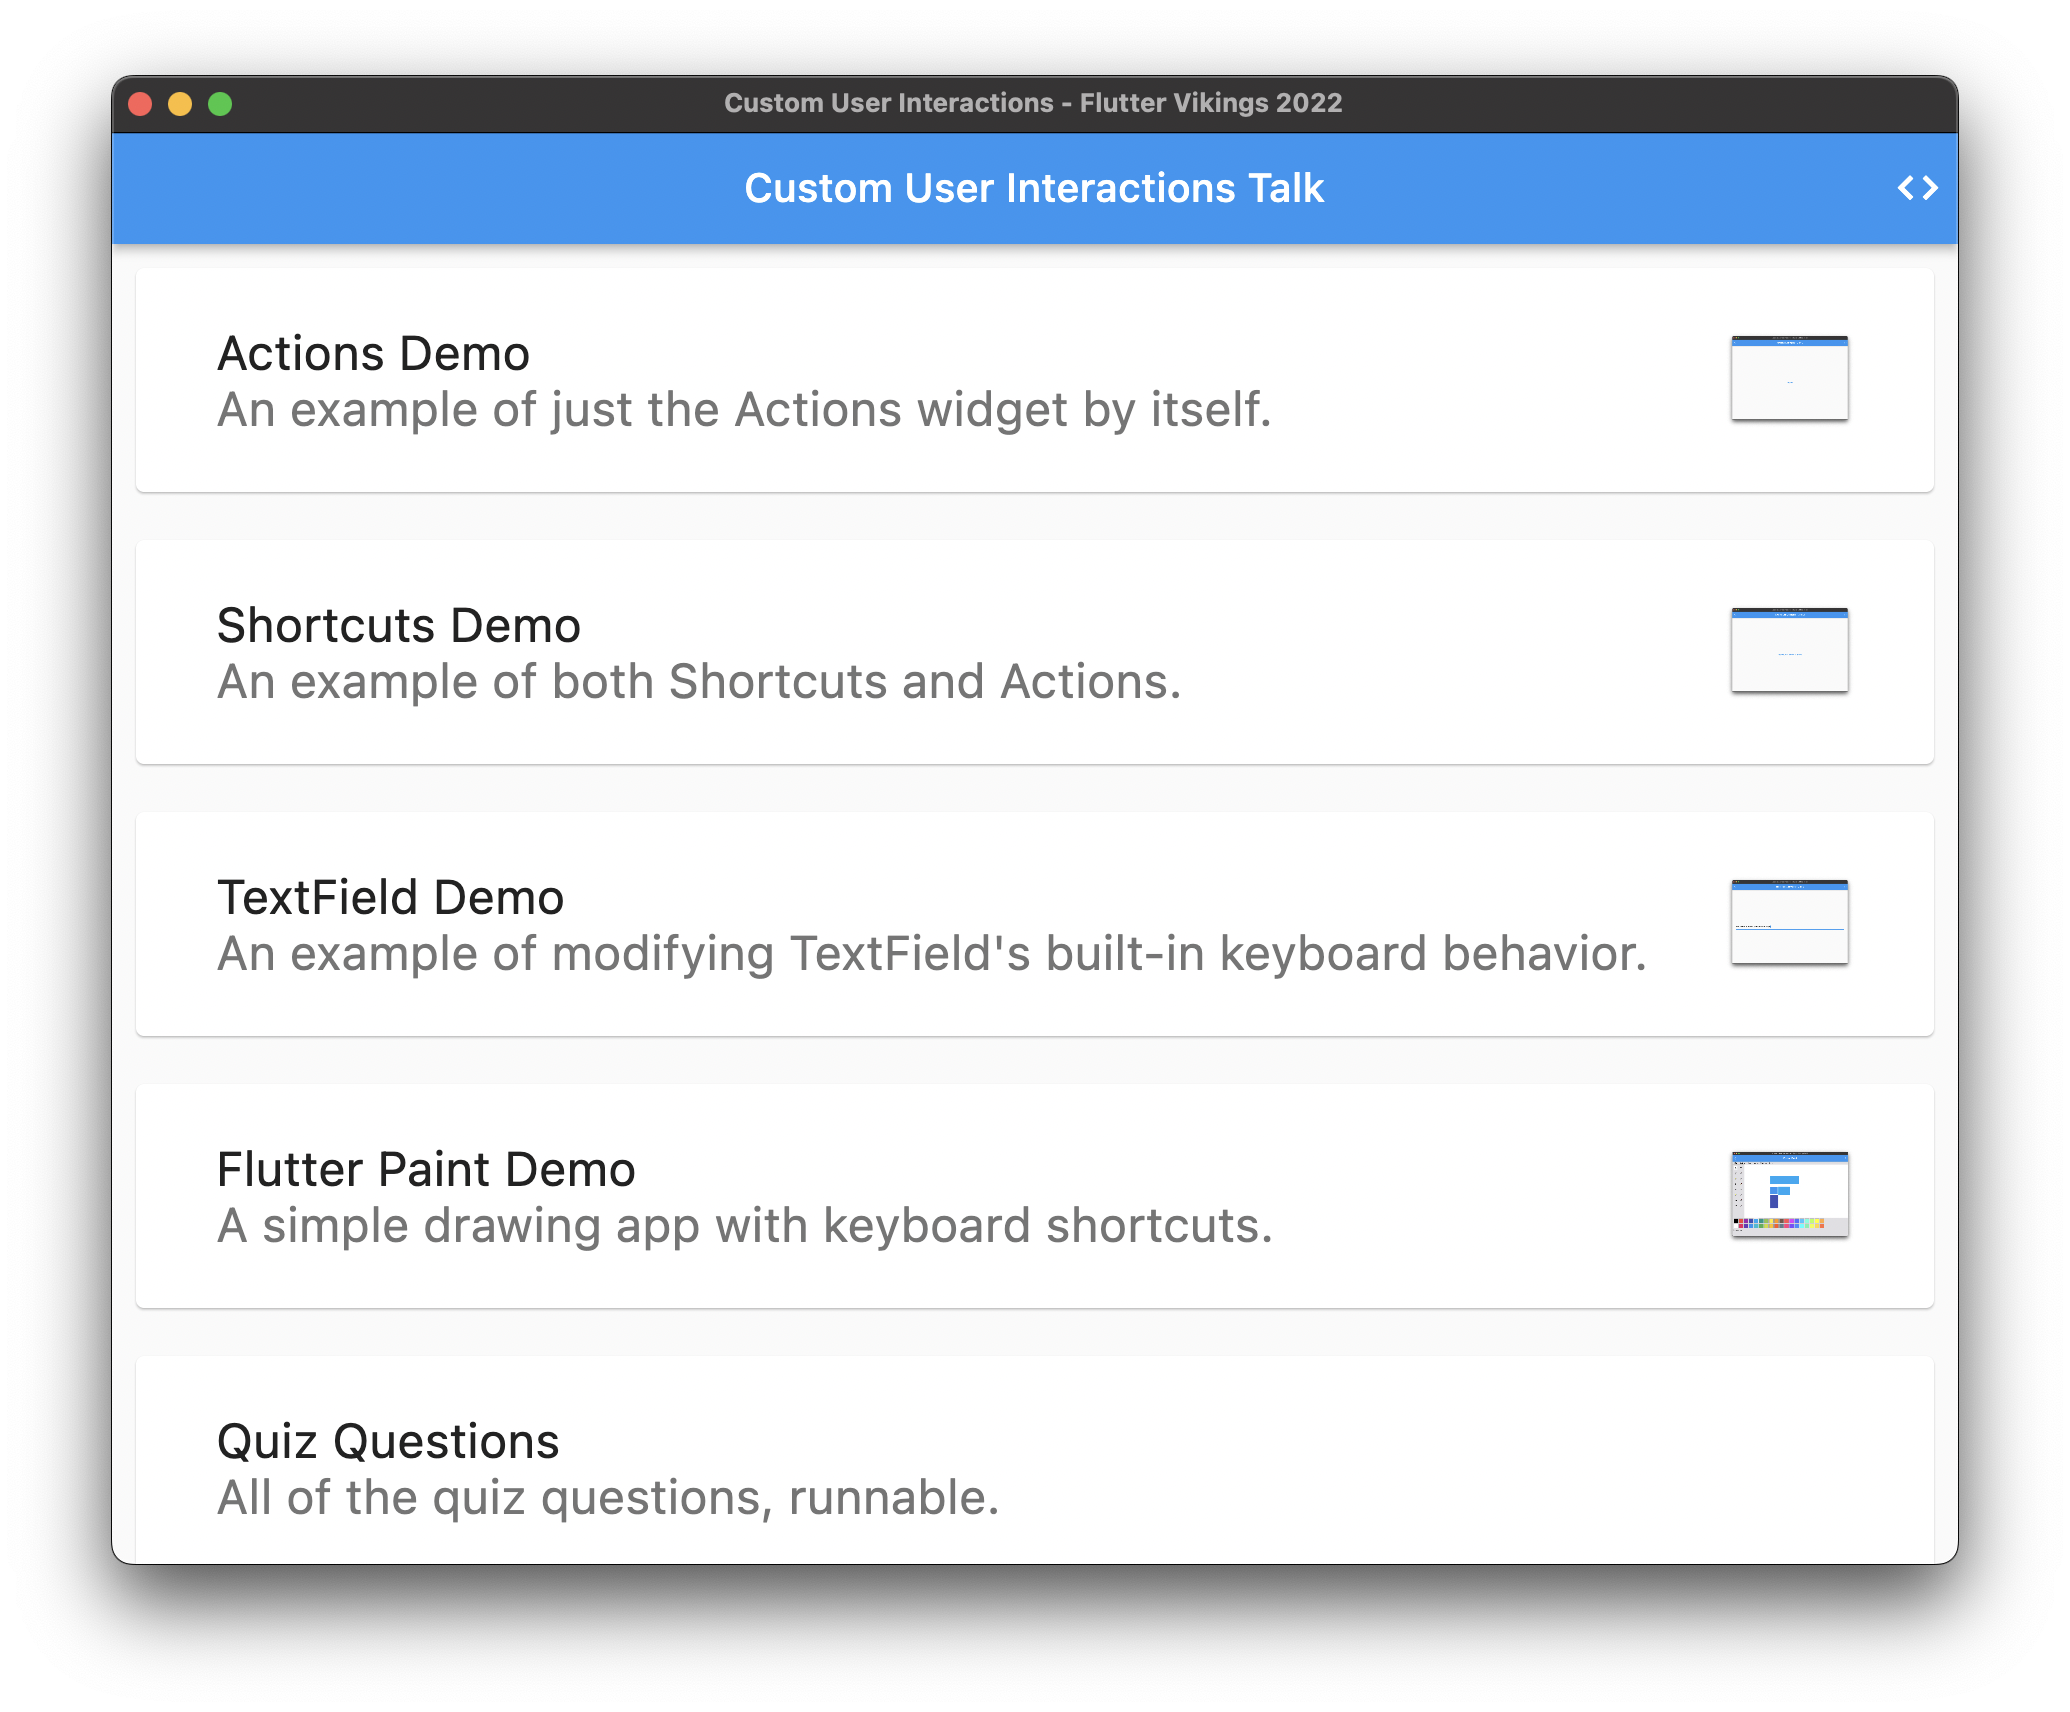 Custom User Interactions - Flutter Vikings 2022
Custom User Interactions Talk
Actions Demo
An example of just the Actions widget by itself.
Shortcuts Demo
An example of both Shortcuts and Actions.
TextField Demo
An example of modifying TextField's built-in keyboard behavior.
Flutter Paint Demo
A simple drawing app with keyboard shortcuts.
Quiz Questions
All of the quiz questions, runnable.